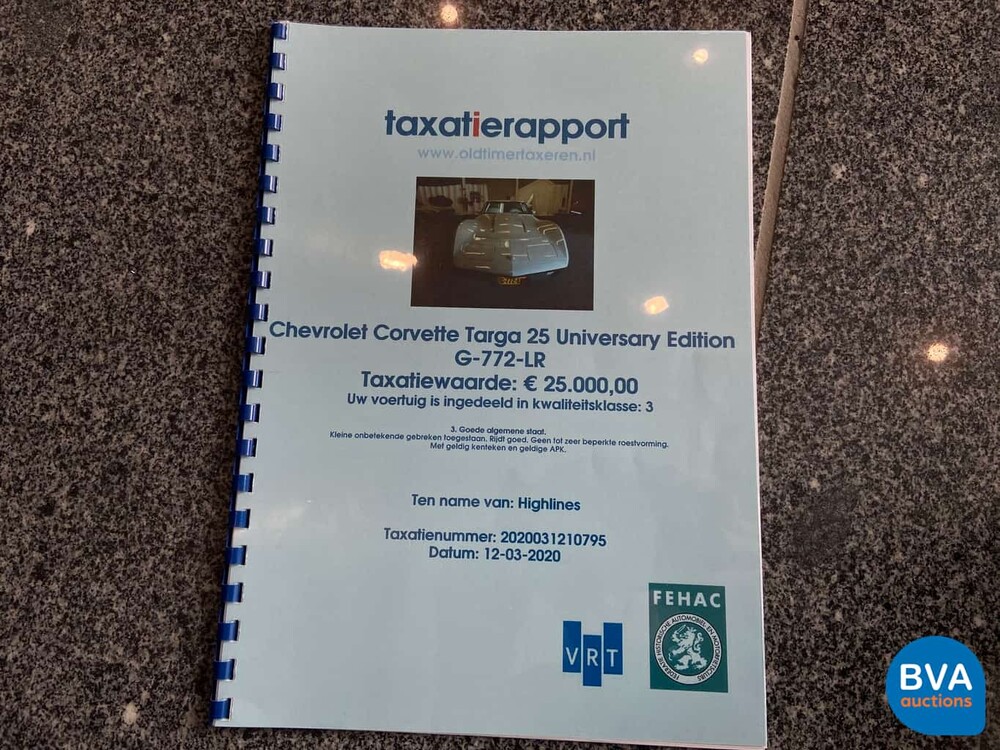 taxatierapport
www.oldtimertaxeren.nl
Chevrolet Corvette Targa 25 Universary Edition
G-772-LR
Taxatiewaarde: € 25.000,00
Uw voertuig is ingedeeld in kwaliteitsklasse: 3
3. Goede algemene staat.
Kleine onbetekende gebreken toegestaan. Rijdt goed. Geen tot zeer beperkte roestvorming.
Met geldig kenteken en geldige APK.
Ten name van: Highlines
Taxatienummer: 2020031210795
Datum: 12-03-2020
VRT
FEHAC
BVA
auctions